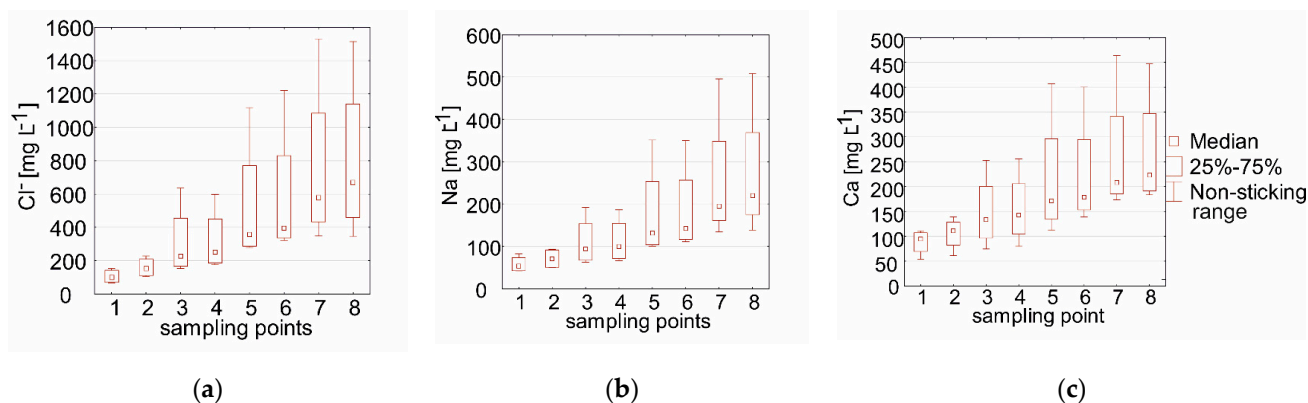 1600
1400
1200
1000
800
600
400
200
0
Cl⁻ [mg L⁻¹]
1 2 3 4 5 6 7 8
sampling points
(a)
600
500
400
300
200
100
0
Na [mg L⁻¹]
1 2 3 4 5 6 7 8
sampling points
(b)
500
450
400
350
300
250
200
150
100
50
0
Ca [mg L⁻¹]
1 2 3 4 5 6 7 8
sampling point
Median
25%-75%
Non-sticking
range
(c)